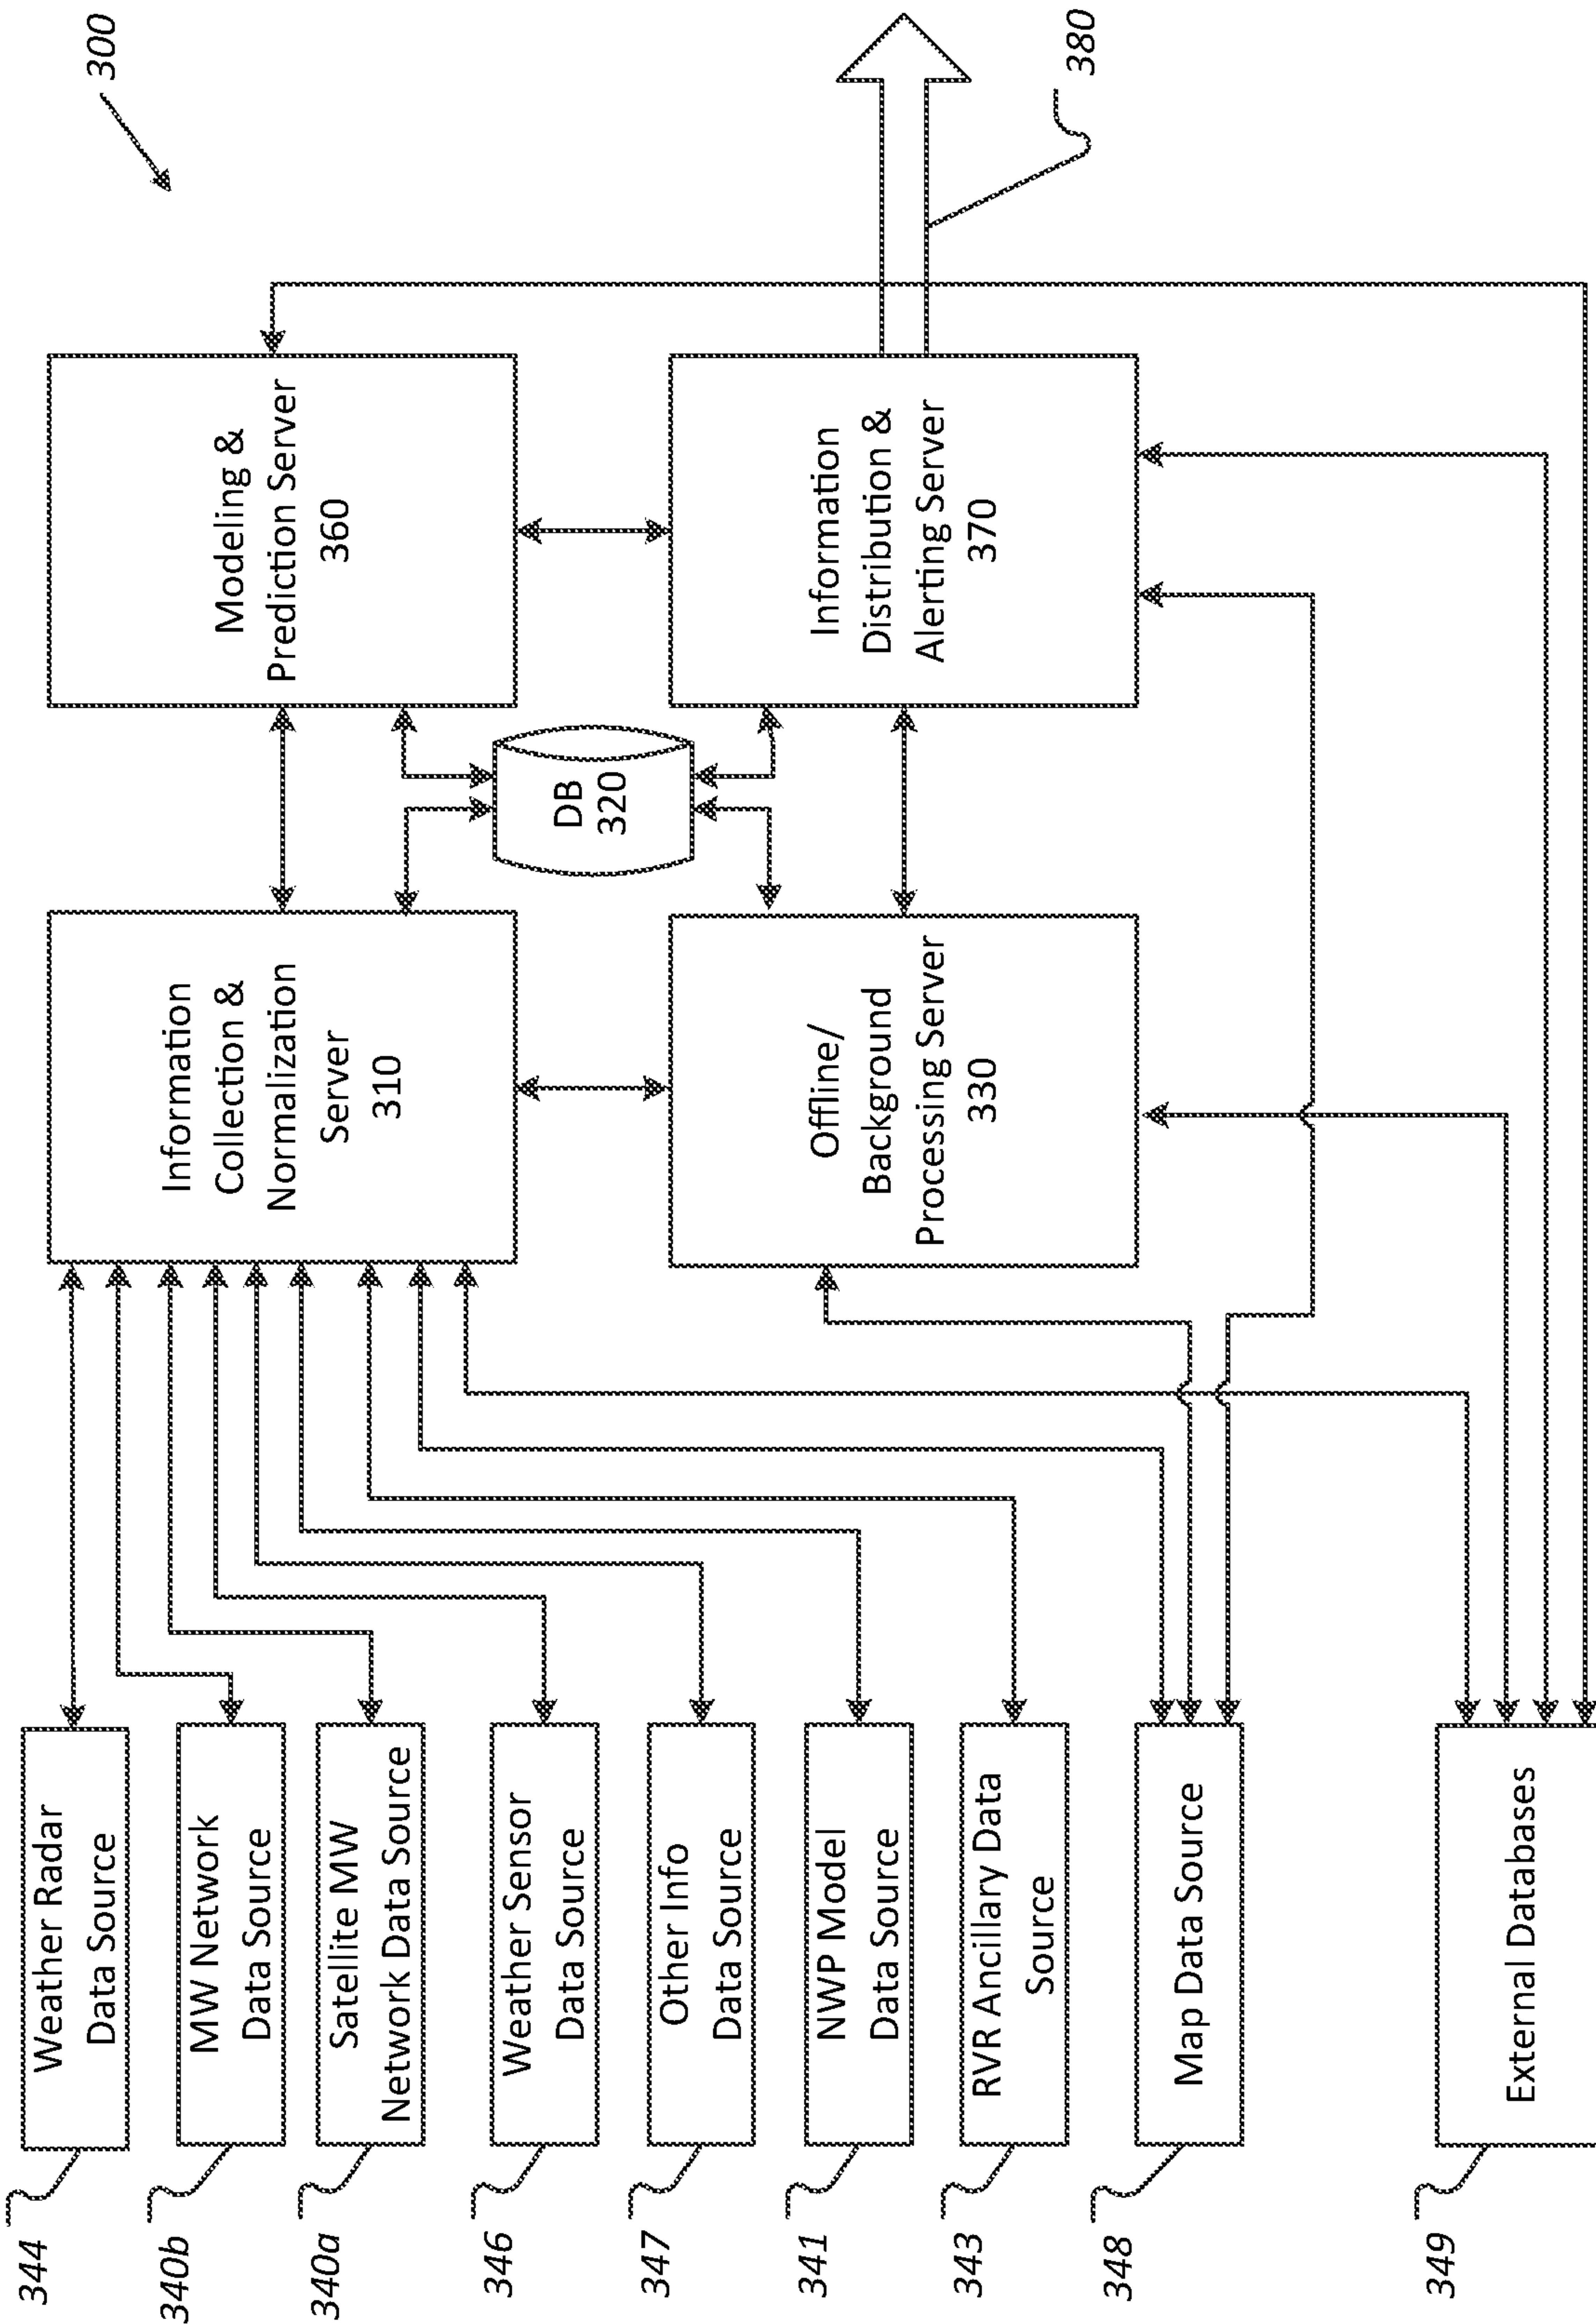 300
344
Weather Radar
Data Source
340b
MW Network
Data Source
340a
Satellite MW
Network Data Source
346
Weather Sensor
Data Source
347
Other Info
Data Source
341
NWP Model
Data Source
343
RVR Ancillary Data
Source
348
Map Data Source
349
External Databases
Information
Collection &
Normalization
Server
310
Offline/
Background
Processing Server
330
DB
320
Modeling &
Prediction Server
360
Information
Distribution &
Alerting Server
370
380